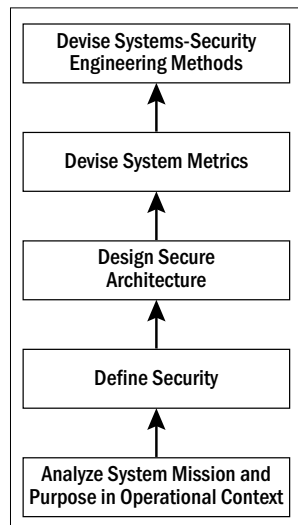 Devise Systems-Security
Engineering Methods
Devise System Metrics
Design Secure
Architecture
Define Security
Analyze System Mission and
Purpose in Operational Context